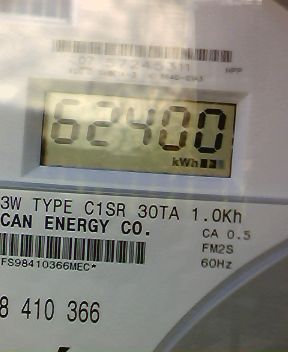 62400
kWh
3W TYPE C1SR 30TA 1.0Kh
CAN ENERGY CO.
CA 0.5
FM2S
FS98410366MEC*
60Hz
8 410 366